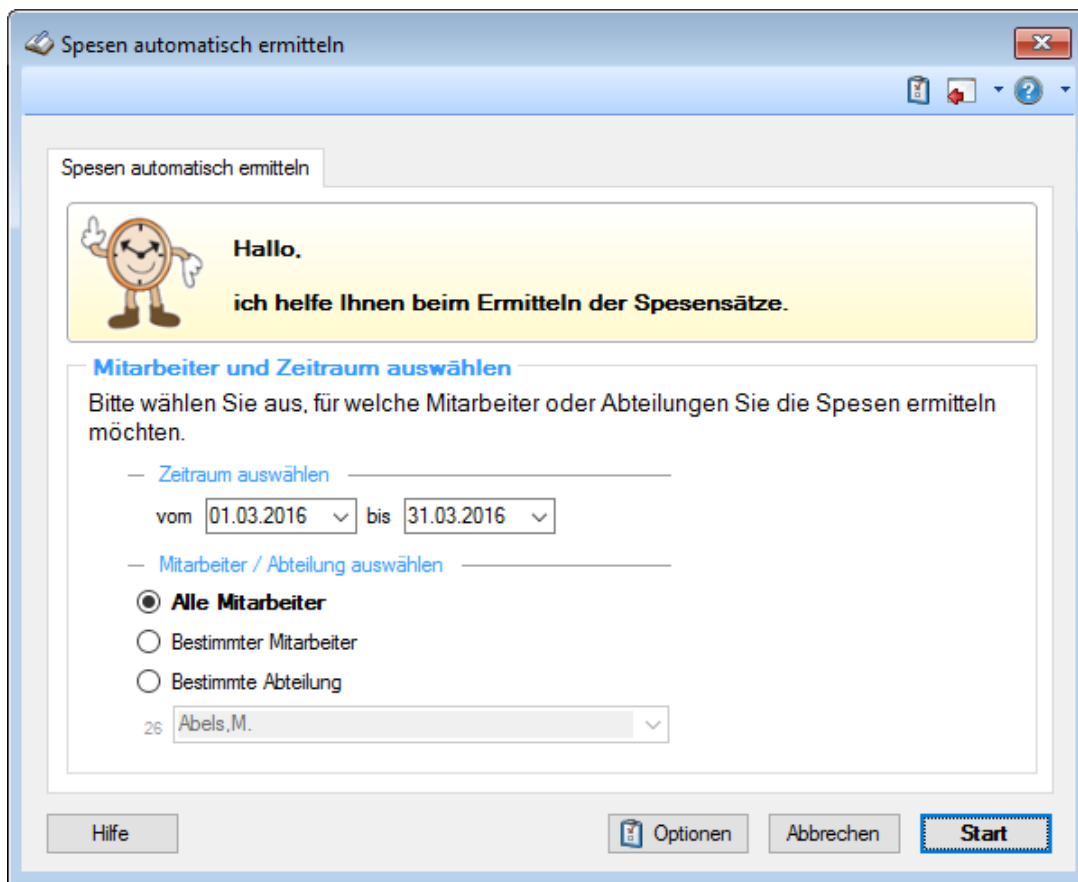 Spesen automatisch ermitteln
Spesen automatisch ermitteln
Hallo,
ich helfe Ihnen beim Ermitteln der Spesensätze.
Mitarbeiter und Zeitraum auswählen
Bitte wählen Sie aus, für welche Mitarbeiter oder Abteilungen Sie die Spesen ermitteln
möchten.
Zeitraum auswählen
vom 01.03.2016 bis 31.03.2016
Mitarbeiter / Abteilung auswählen
Alle Mitarbeiter
Bestimmter Mitarbeiter
Bestimmte Abteilung
26 Abels,M.
Hilfe Optionen Abbrechen Start